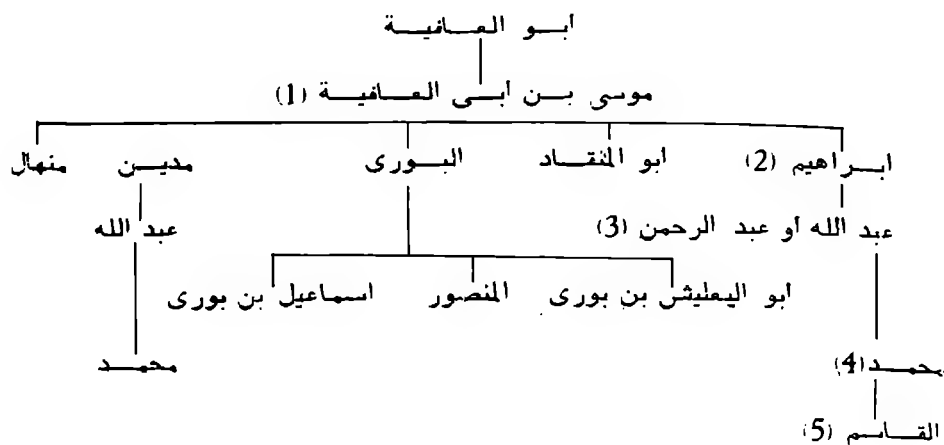 ابو العافية
موسى بن ابى العافية (1)
ابراهيم (2) ابو المنقاد البورى مدين منهال
عبد الله او عبد الرحمن (3) عبد الله
ابو اليعليش بن بورى المنصور اسماعيل بن بورى
محمد (4) محمد
القاسم (5)